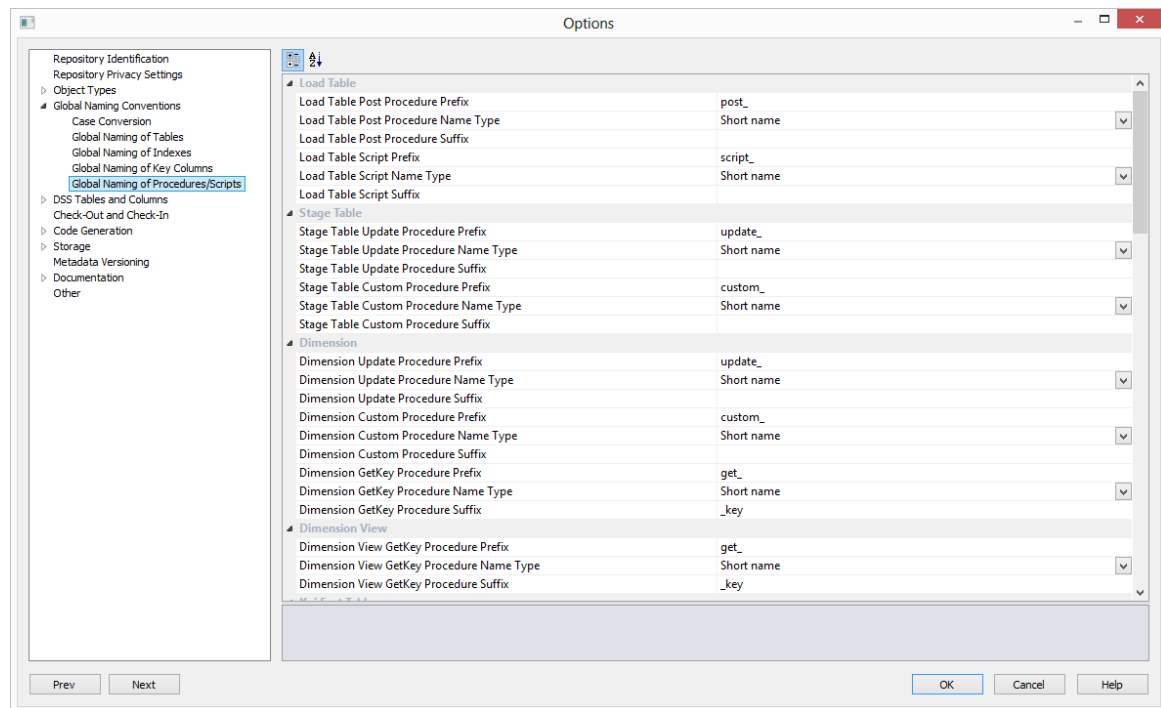 Options
Repository Identification
Repository Privacy Settings
Object Types
Global Naming Conventions
Case Conversion
Global Naming of Tables
Global Naming of Indexes
Global Naming of Key Columns
Global Naming of Procedures/Scripts
DSS Tables and Columns
Check-Out and Check-In
Code Generation
Storage
Metadata Versioning
Documentation
Other
Load Table
Load Table Post Procedure Prefix post_
Load Table Post Procedure Name Type Short name
Load Table Post Procedure Suffix
Load Table Script Prefix script_
Load Table Script Name Type Short name
Load Table Script Suffix
Stage Table
Stage Table Update Procedure Prefix update_
Stage Table Update Procedure Name Type Short name
Stage Table Update Procedure Suffix
Stage Table Custom Procedure Prefix custom_
Stage Table Custom Procedure Name Type Short name
Stage Table Custom Procedure Suffix
Dimension
Dimension Update Procedure Prefix update_
Dimension Update Procedure Name Type Short name
Dimension Update Procedure Suffix
Dimension Custom Procedure Prefix custom_
Dimension Custom Procedure Name Type Short name
Dimension Custom Procedure Suffix
Dimension GetKey Procedure Prefix get_
Dimension GetKey Procedure Name Type Short name
Dimension GetKey Procedure Suffix _key
Dimension View
Dimension View GetKey Procedure Prefix get_
Dimension View GetKey Procedure Name Type Short name
Dimension View GetKey Procedure Suffix _key
Prev Next OK Cancel Help